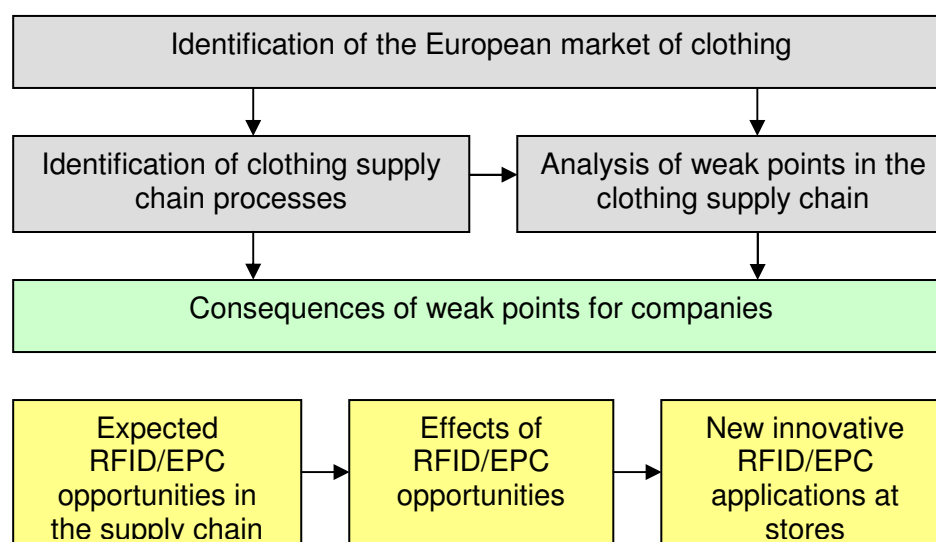 Identification of the European market of clothing
Identification of clothing supply
chain processes
Analysis of weak points in the
clothing supply chain
Consequences of weak points for companies
Expected
RFID/EPC
opportunities in
the supply chain
Effects of
RFID/EPC
opportunities
New innovative
RFID/EPC
applications at
stores